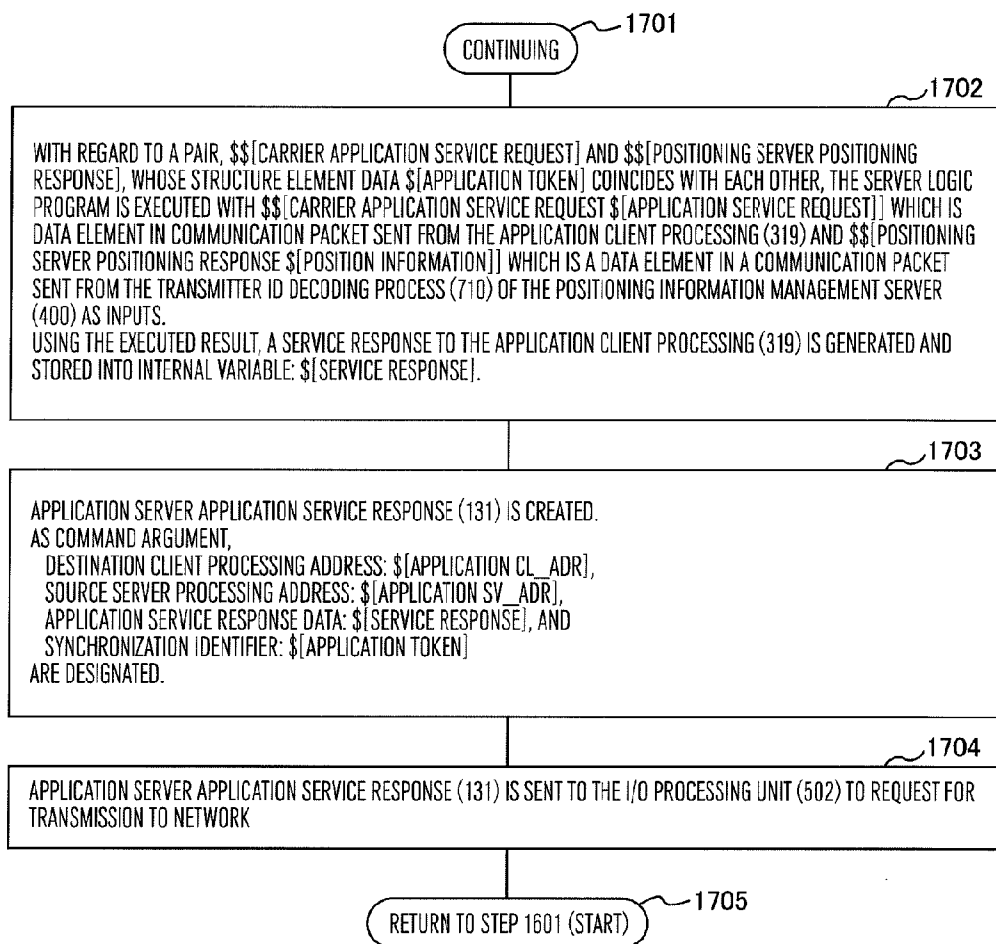 1701
CONTINUING
1702
WITH REGARD TO A PAIR, $$[CARRIER APPLICATION SERVICE REQUEST] AND $$[POSITIONING SERVER POSITIONING
RESPONSE], WHOSE STRUCTURE ELEMENT DATA $[APPLICATION TOKEN] COINCIDES WITH EACH OTHER, THE SERVER LOGIC
PROGRAM IS EXECUTED WITH $$[CARRIER APPLICATION SERVICE REQUEST $[APPLICATION SERVICE REQUEST]] WHICH IS
DATA ELEMENT IN COMMUNICATION PACKET SENT FROM THE APPLICATION CLIENT PROCESSING (319) AND $$[POSITIONING
SERVER POSITIONING RESPONSE $[POSITION INFORMATION]] WHICH IS A DATA ELEMENT IN A COMMUNICATION PACKET
SENT FROM THE TRANSMITTER ID DECODING PROCESS (710) OF THE POSITIONING INFORMATION MANAGEMENT SERVER
(400) AS INPUTS.
USING THE EXECUTED RESULT, A SERVICE RESPONSE TO THE APPLICATION CLIENT PROCESSING (319) IS GENERATED AND
STORED INTO INTERNAL VARIABLE: $[SERVICE RESPONSE].
1703
APPLICATION SERVER APPLICATION SERVICE RESPONSE (131) IS CREATED.
AS COMMAND ARGUMENT,
DESTINATION CLIENT PROCESSING ADDRESS: $[APPLICATION CL_ADR],
SOURCE SERVER PROCESSING ADDRESS: $[APPLICATION SV_ADR],
APPLICATION SERVICE RESPONSE DATA: $[SERVICE RESPONSE], AND
SYNCHRONIZATION IDENTIFIER: $[APPLICATION TOKEN]
ARE DESIGNATED.
1704
APPLICATION SERVER APPLICATION SERVICE RESPONSE (131) IS SENT TO THE I/O PROCESSING UNIT (502) TO REQUEST FOR
TRANSMISSION TO NETWORK
1705
RETURN TO STEP 1601 (START)